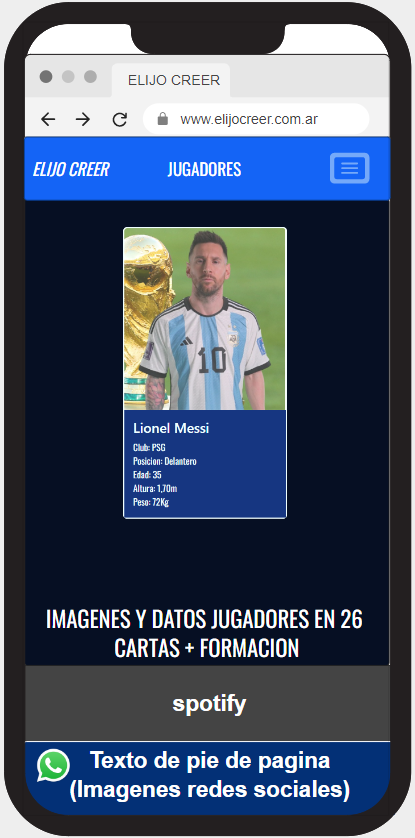 ELIJO CREER
www.elijocreer.com.ar
ELIJO CREER
JUGADORES
10
Lionel Messi
Club: PSG
Posicion: Delantero
Edad: 35
Altura: 1,70m
Peso: 72Kg
IMAGENES Y DATOS JUGADORES EN 26
CARTAS + FORMACION
spotify
Texto de pie de pagina
(Imagenes redes sociales)